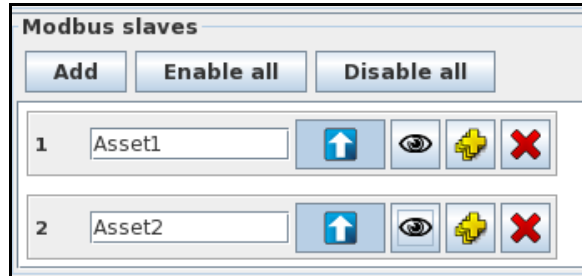 Modbus slaves
Add Enable all Disable all
1 Asset1
2 Asset2